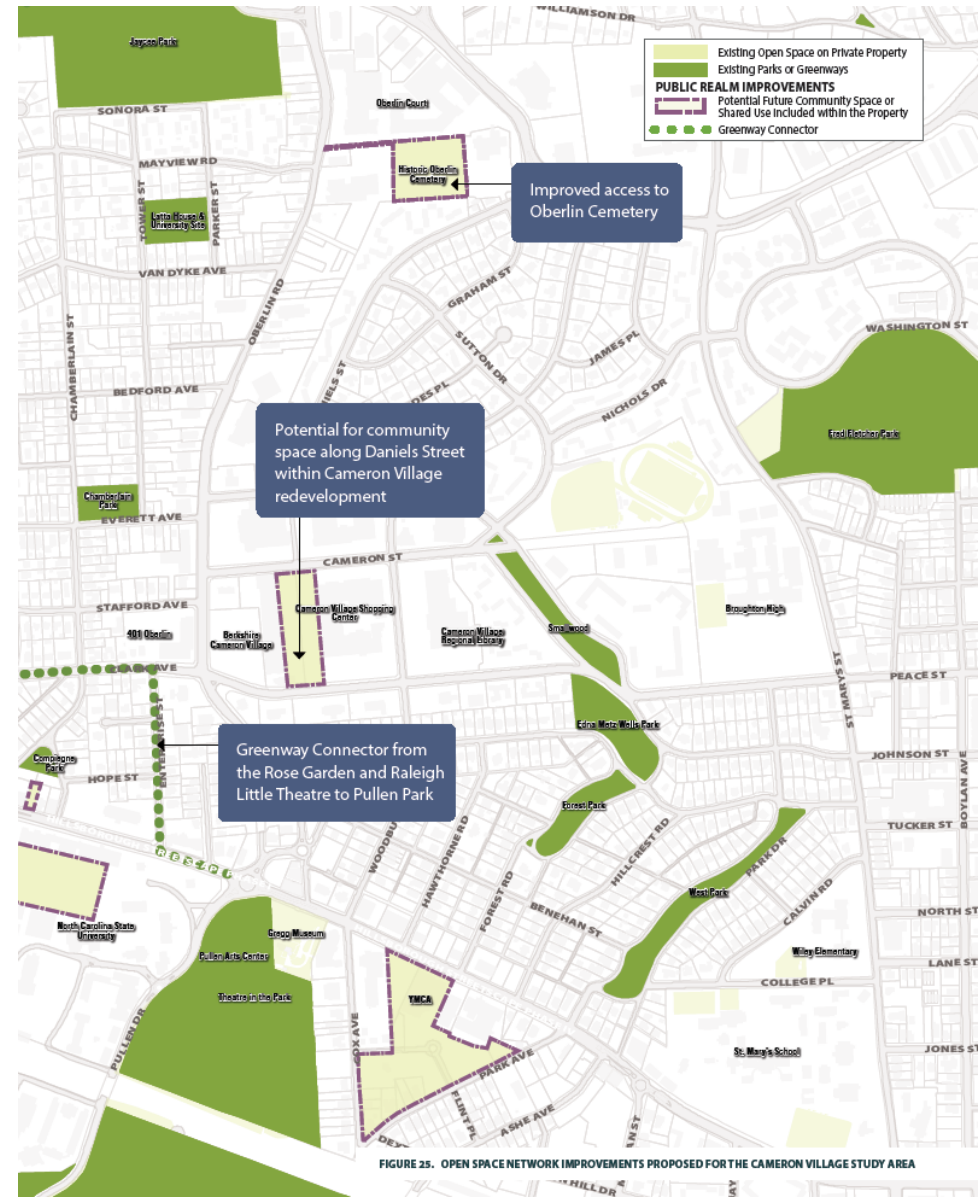 WILLIAMSON DR
Jaycee Park
Existing Open Space on Private Property
Existing Parks or Greenways
PUBLIC REALM IMPROVEMENTS
Potential Future Community Space or
Shared Use Included within the Property
Greenway Connector
SONORA ST
Oberlin Court
MAYVIEW RD
Historic Oberlin
Cemetery
Improved access to
Oberlin Cemetery
TOWER ST
Latta House &
University Site
PARKER ST
VAN DYKE AVE
GRAHAM ST
OBERLIN RD
CHAMBERLAIN ST
SUTTON DR
JAMES PL
WASHINGTON ST
BEDFORD AVE
NICHOLS DR
Fred Fletcher Park
Potential for community
space along Daniels Street
within Cameron Village
redevelopment
Chamberlain
Park
EVERETT AVE
CAMERON ST
STAFFORD AVE
401 Oberlin
Berkshire
Cameron Village
Cameron Village Shopping
Center
Cameron Village
Regional Library
Smallwood
Broughton High
ST MARYS ST
PEACE ST
ENTERPRISE ST
Edna Metz Wells Park
Greenway Connector from
the Rose Garden and Raleigh
Little Theatre to Pullen Park
Compiegne
Park
HOPE ST
JOHNSON ST
BOYLAN AVE
Forest Park
TUCKER ST
HAWTHORNE RD
FOREST RD
HILLCREST RD
West Park
PARK DR
CALVIN RD
BENEHAN ST
NORTH ST
North Carolina State
University
Gregg Museum
Pullen Arts Center
Wiley Elementary
LANE ST
COLLEGE PL
Theatre in the Park
YMCA
PULLEN DR
COX AVE
PARK AVE
St. Mary's School
JONES ST
FLINT PL
ASHE AVE
FIGURE 25. OPEN SPACE NETWORK IMPROVEMENTS PROPOSED FOR THE CAMERON VILLAGE STUDY AREA